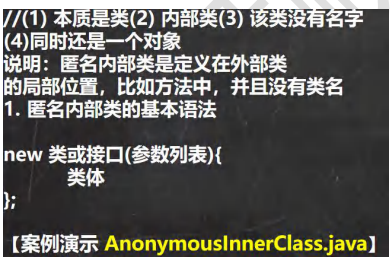 //(1) 本质是类(2) 内部类(3) 该类没有名字
(4)同时还是一个对象
说明：匿名内部类是定义在外部类
的局部位置，比如方法中，并且没有类名
1. 匿名内部类的基本语法
new 类或接口(参数列表){
类体
};
【案例演示 AnonymousInnerClass.java】